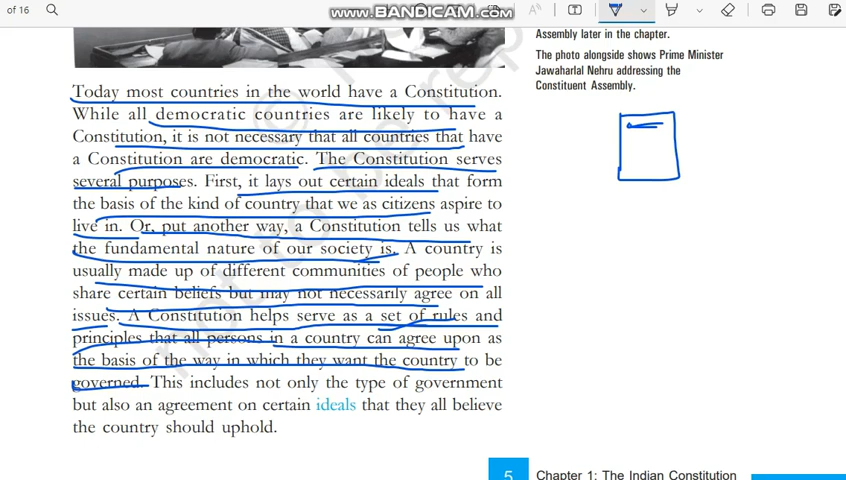 www.BANDICAM.com
of 16
Assembly later in the chapter.
The photo alongside shows Prime Minister
Jawaharlal Nehru addressing the
Constituent Assembly.
Today most countries in the world have a Constitution.
While all democratic countries are likely to have a
Constitution, it is not necessary that all countries that have
a Constitution are democratic. The Constitution serves
several purposes. First, it lays out certain ideals that form
the basis of the kind of country that we as citizens aspire to
live in. Or, put another way, a Constitution tells us what
the fundamental nature of our society is. A country is
usually made up of different communities of people who
share certain beliefs but may not necessarily agree on all
issues. A Constitution helps serve as a set of rules and
principles that all persons in a country can agree upon as
the basis of the way in which they want the country to be
governed. This includes not only the type of government
but also an agreement on certain ideals that they all believe
the country should uphold.
5 Chapter 1: The Indian Constitution